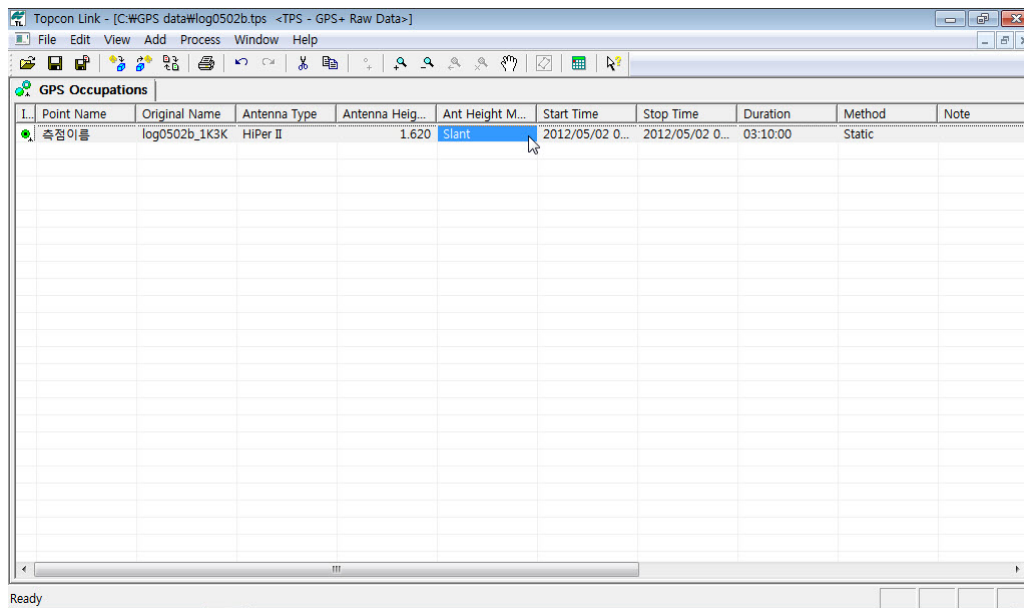 Topcon Link - [C:₩GPS data₩log0502b.tps <TPS - GPS+ Raw Data>]
File Edit View Add Process Window Help
GPS Occupations
I... Point Name Original Name Antenna Type Antenna Heig... Ant Height M... Start Time Stop Time Duration Method Note
측점이름 log0502b_1K3K HiPer II 1.620 Slant 2012/05/02 0... 2012/05/02 0... 03:10:00 Static
Ready